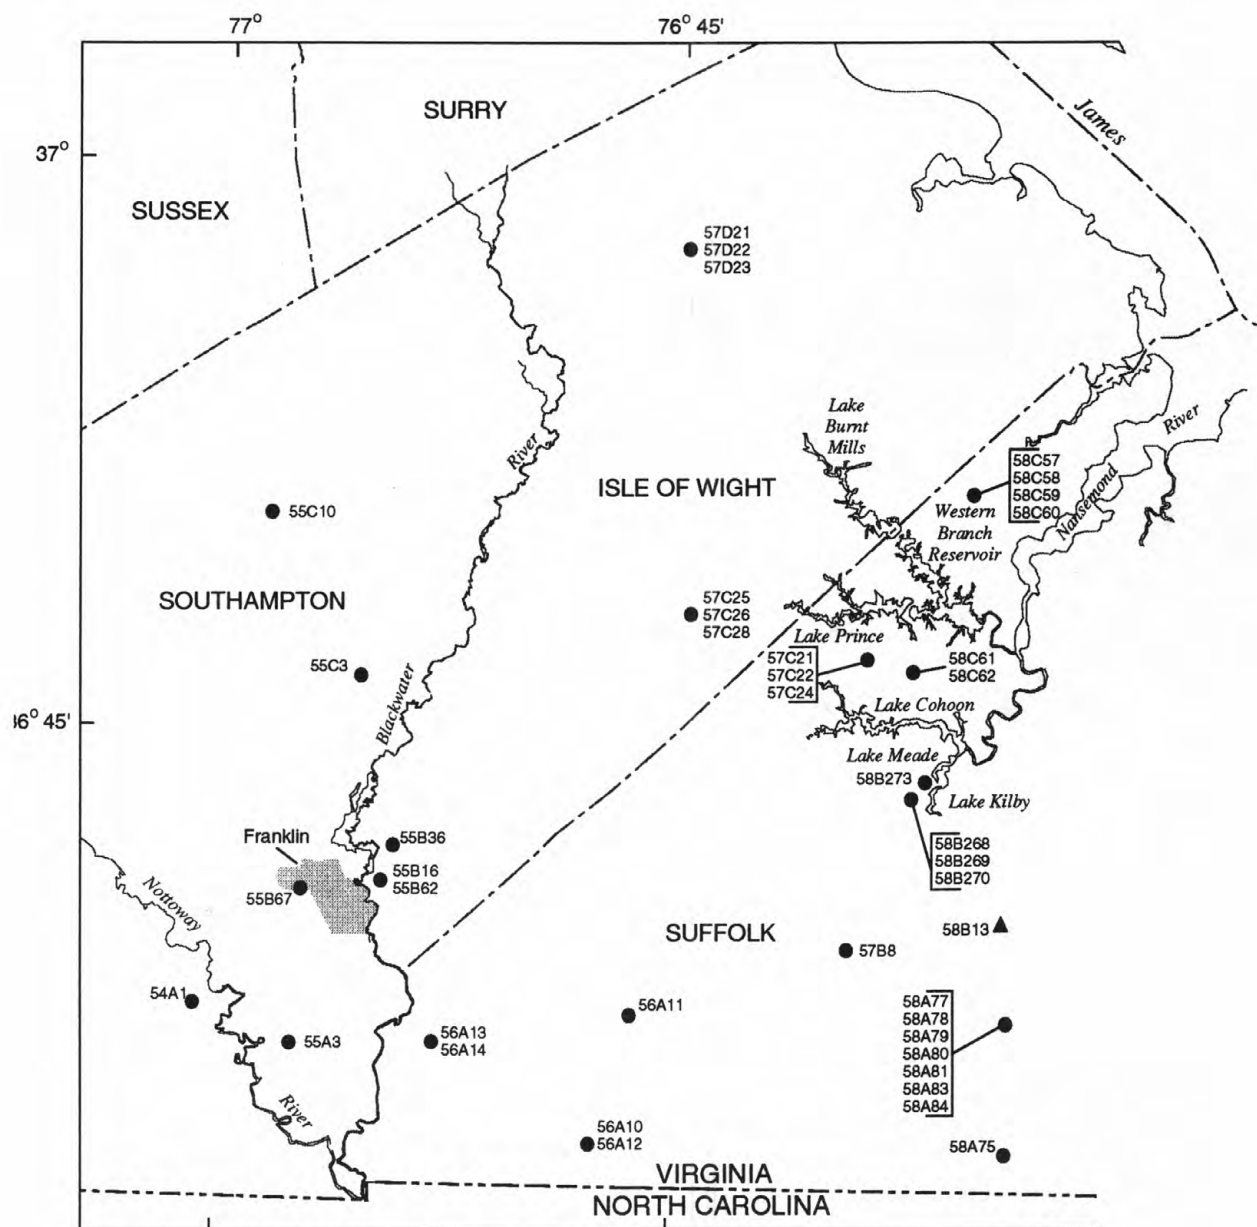 77°
76° 45'
37°
SURRY
SUSSEX
James
57D21
57D22
57D23
Lake
Burnt
Mills
River
River
ISLE OF WIGHT
58C57
58C58
58C59
58C60
Nansemond
Western
Branch
Reservoir
55C10
SOUTHAMPTON
57C25
57C26
57C28
Lake Prince
57C21
57C22
57C24
58C61
58C62
55C3
Blackwater
Lake Cohoon
36° 45'
Lake Meade
58B273
Lake Kilby
Franklin
55B36
55B16
55B62
55B67
58B268
58B269
58B270
Nottoway
SUFFOLK
58B13
57B8
54A1
56A11
58A77
58A78
58A79
58A80
58A81
58A83
58A84
55A3
56A13
56A14
River
56A10
56A12
58A75
VIRGINIA
NORTH CAROLINA